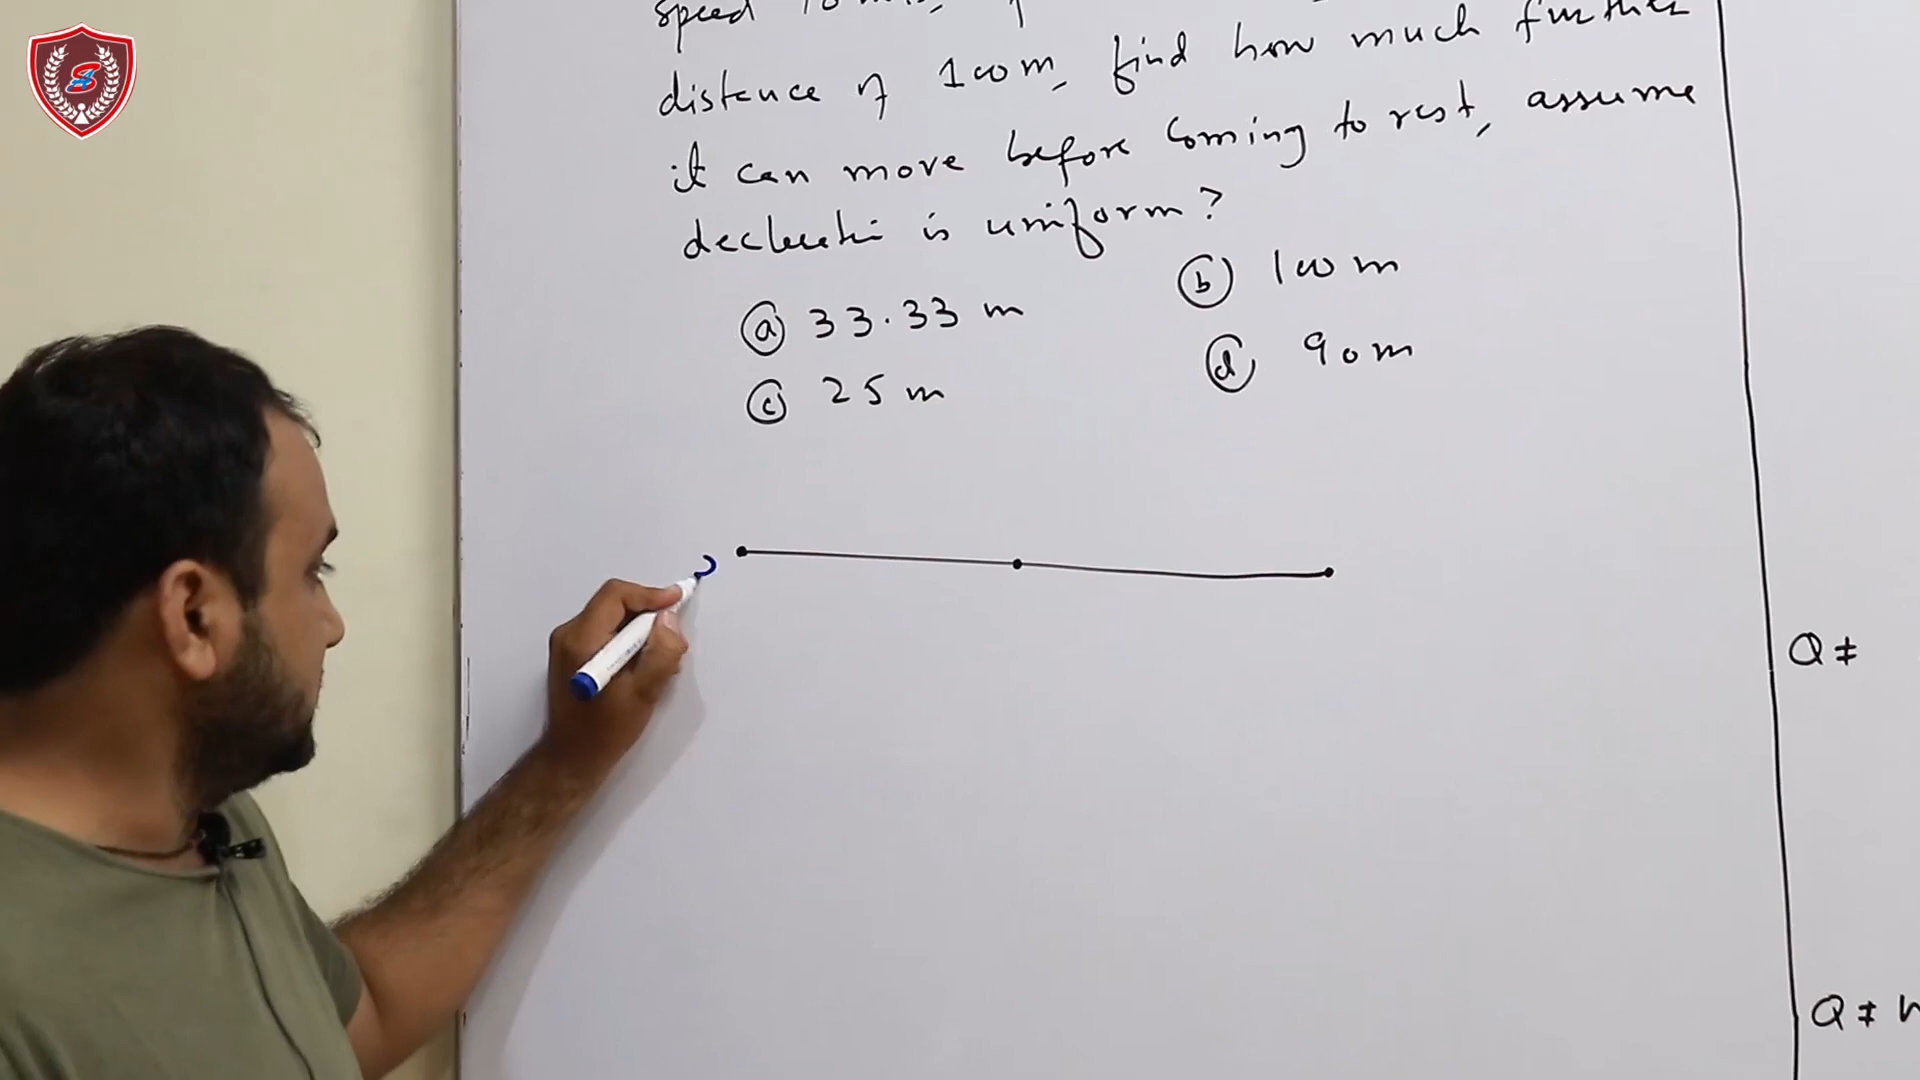 speed
distance of 100m, find how much further
it can move before coming to rest, assume
is uniform?
(a) 33.33 m
(b) 100 m
(c) 25 m
(d) 90 m
Q ‡
Q ‡